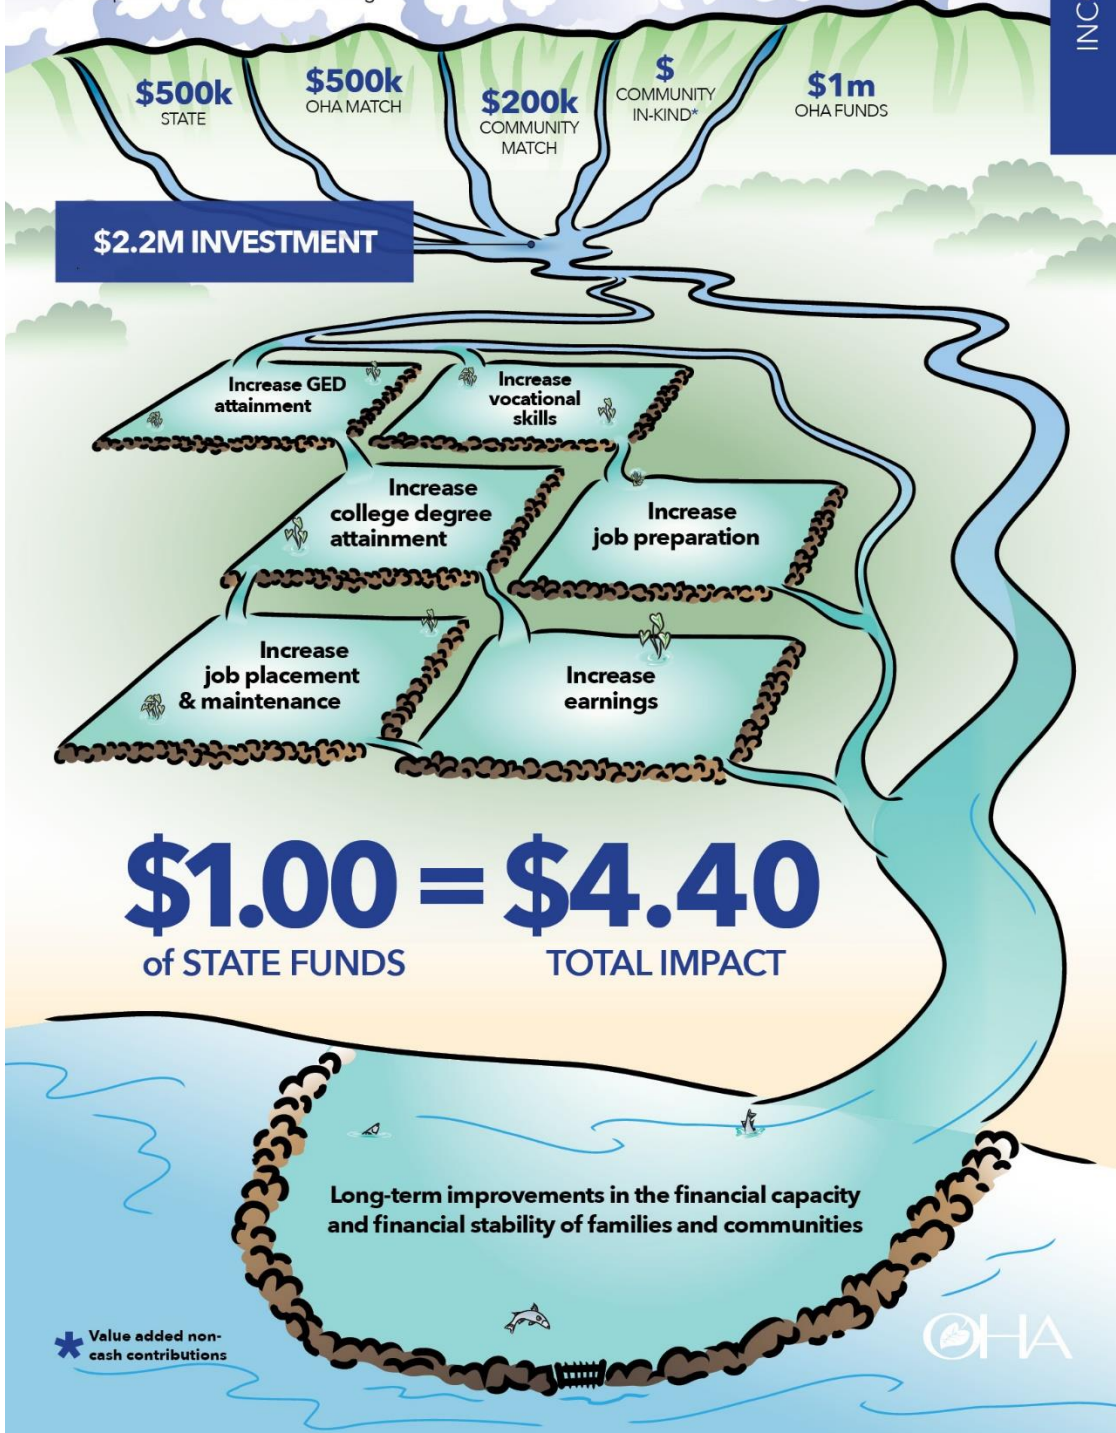 INC
$500k
STATE
$500k
OHA MATCH
$200k
COMMUNITY
MATCH
$
COMMUNITY
IN-KIND*
$1m
OHA FUNDS
$2.2M INVESTMENT
Increase GED
attainment
Increase
vocational
skills
Increase
college degree
attainment
Increase
job preparation
Increase
job placement
& maintenance
Increase
earnings
$1.00 = $4.40
of STATE FUNDS TOTAL IMPACT
Long-term improvements in the financial capacity
and financial stability of families and communities
* Value added non-
cash contributions
OHA